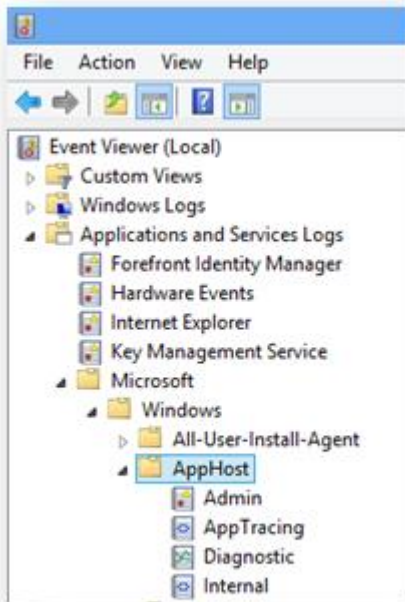 File Action View Help
Event Viewer (Local)
Custom Views
Windows Logs
Applications and Services Logs
Forefront Identity Manager
Hardware Events
Internet Explorer
Key Management Service
Microsoft
Windows
All-User-Install-Agent
AppHost
Admin
AppTracing
Diagnostic
Internal